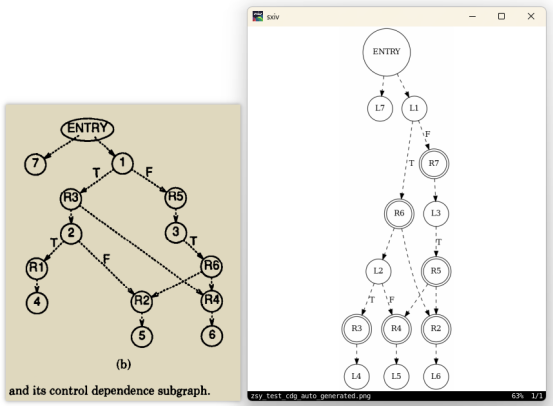 ENTRY
7
1
T
F
R3
R5
2
3
T
T
F
R1
R6
4
R2
R4
5
6
(b)
and its control dependence subgraph.
sxiv
ENTRY
L7
L1
F
T
R7
R6
L3
T
L2
R5
T
F
R3
R4
R2
L4
L5
L6
zsy_test_cdg_auto_generated.png 63% 1/1